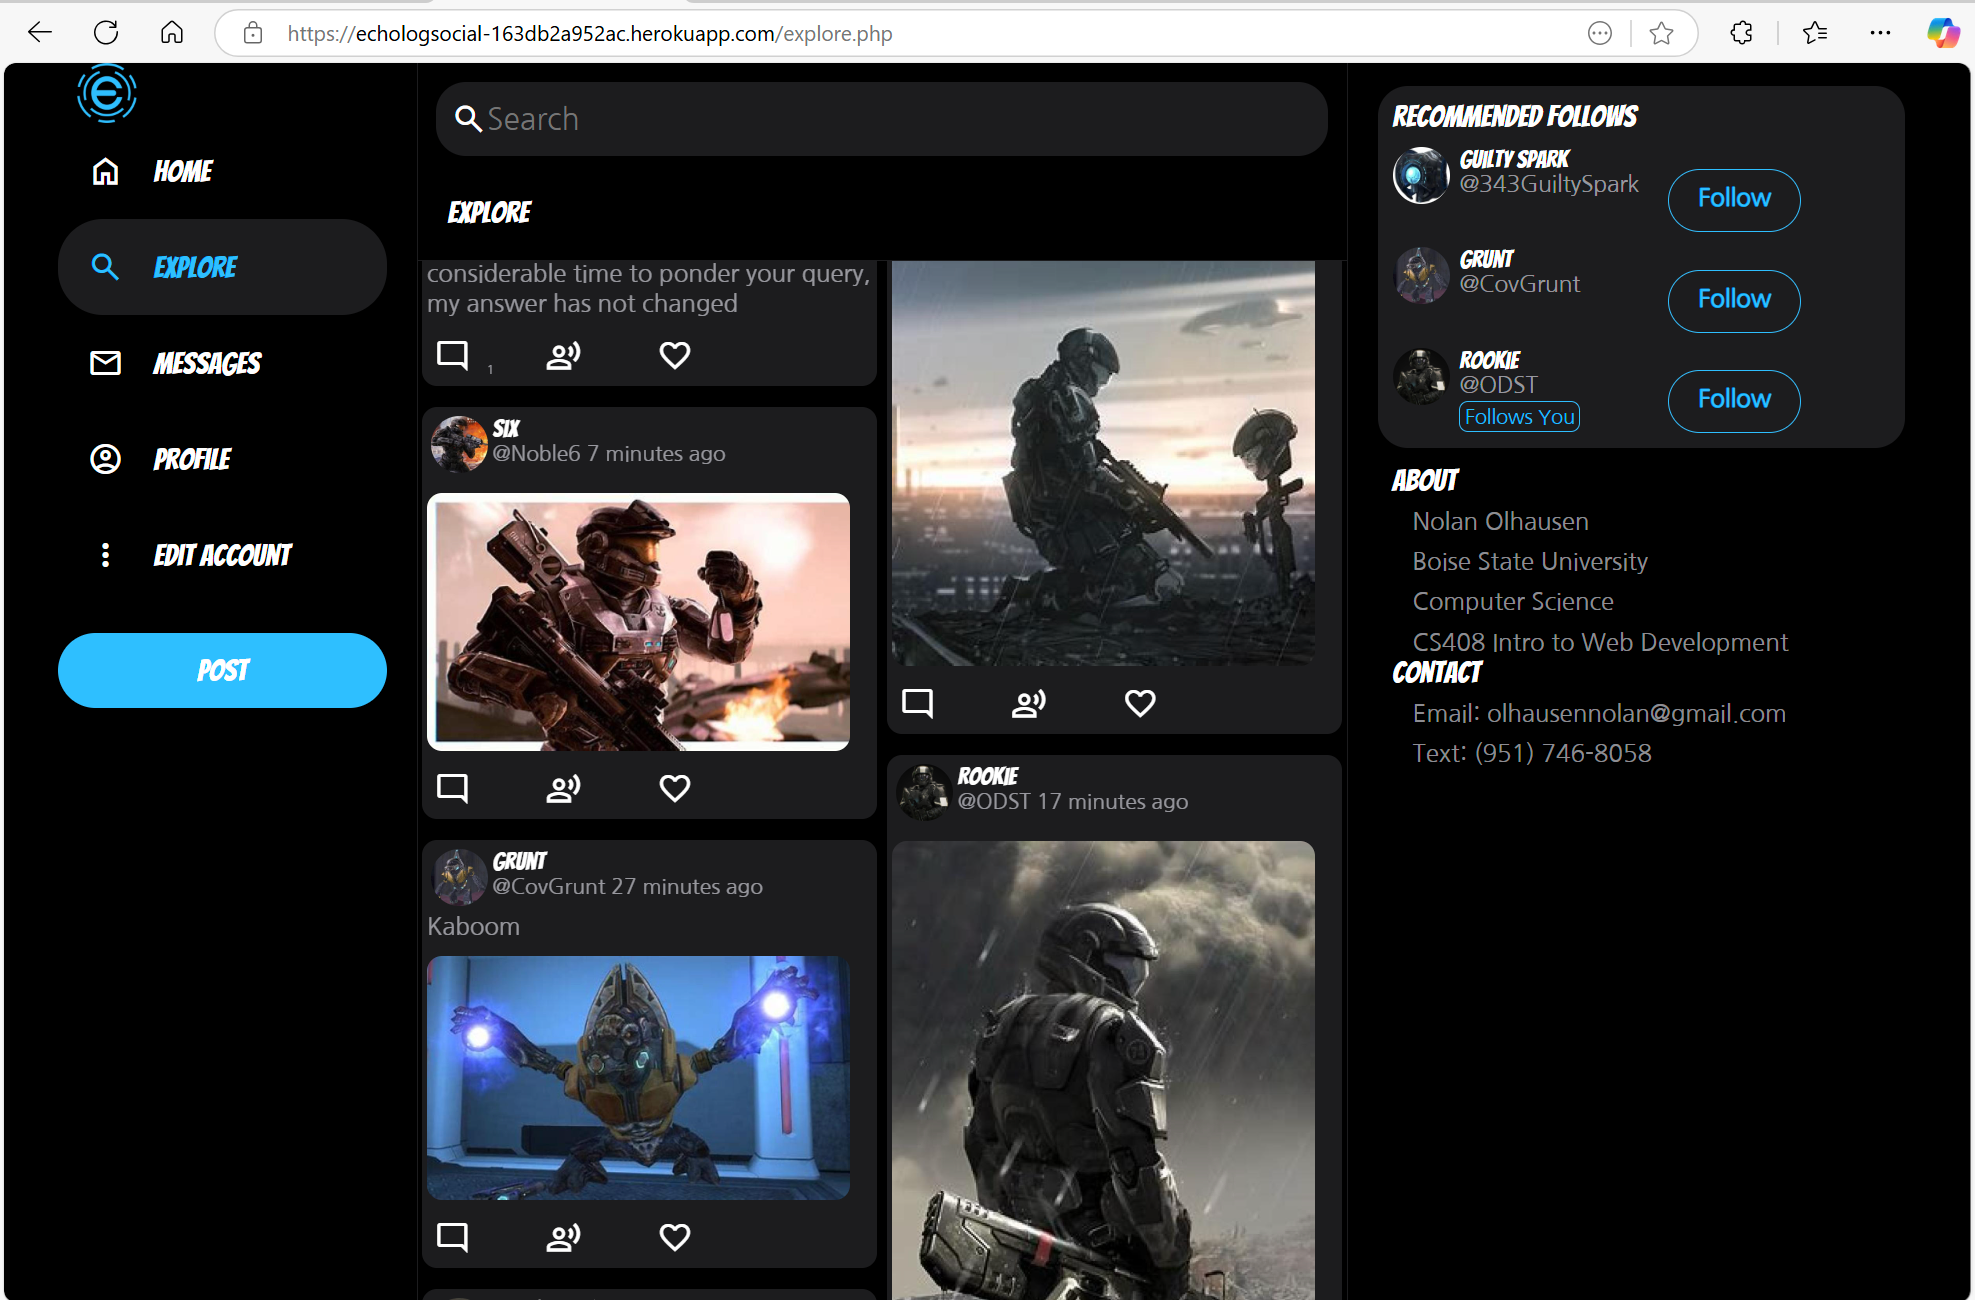 https://echologsocial-163db2a952ac.herokuapp.com/explore.php
HOME
EXPLORE
MESSAGES
PROFILE
EDIT ACCOUNT
POST
Search
EXPLORE
considerable time to ponder your query,
my answer has not changed
1
SIX
@Noble6 7 minutes ago
GRUNT
@CovGrunt 27 minutes ago
Kaboom
ROOKIE
@ODST 17 minutes ago
RECOMMENDED FOLLOWS
GUILTY SPARK
@343GuiltySpark
Follow
GRUNT
@CovGrunt
Follow
ROOKIE
@ODST
Follows You
Follow
ABOUT
Nolan Olhausen
Boise State University
Computer Science
CS408 Intro to Web Development
CONTACT
Email: olhausennolan@gmail.com
Text: (951) 746-8058